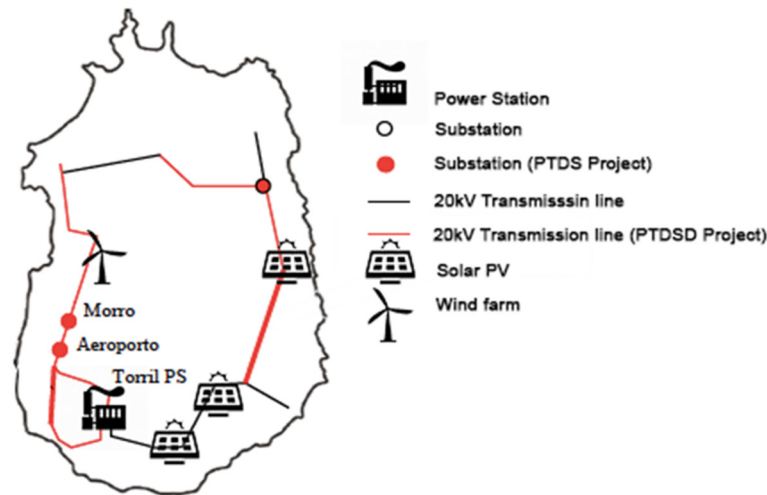 Power Station
Substation
Substation (PTDS Project)
20kV Transmisssin line
20kV Transmission line (PTDSD Project)
Solar PV
Wind farm
Morro
Aeroporto
Torril PS